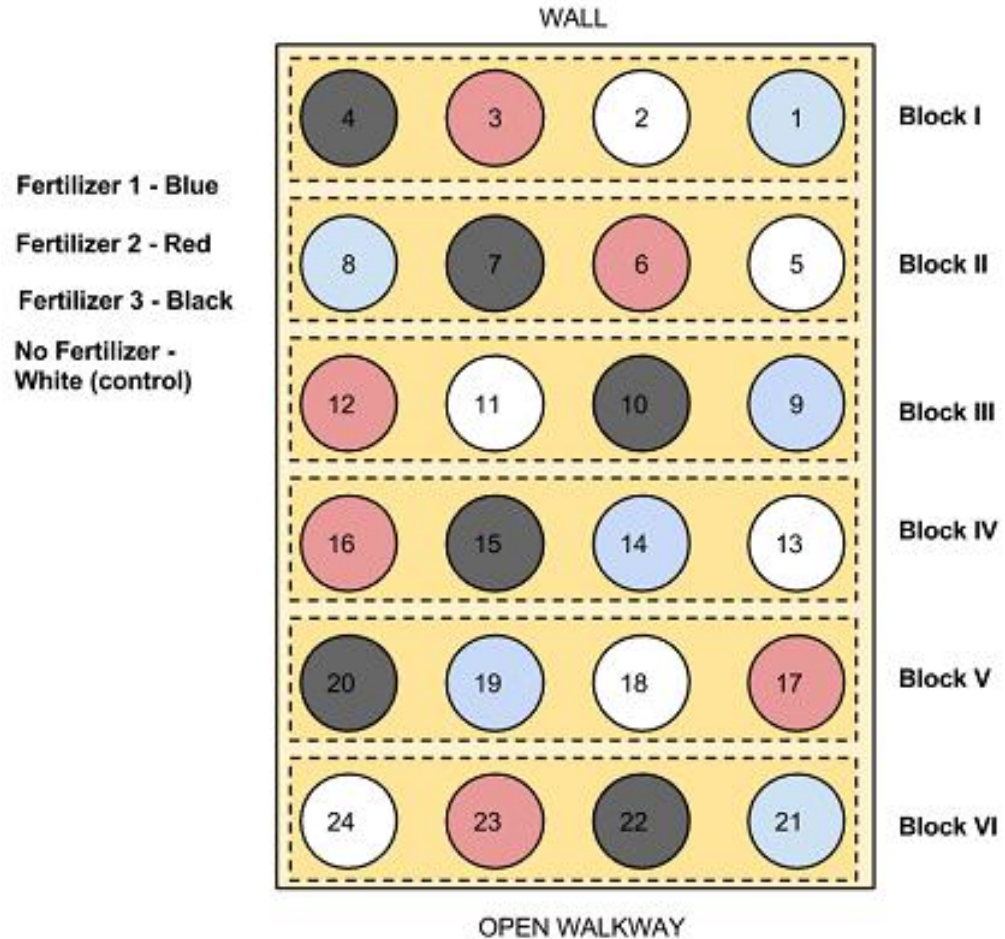 WALL
4 3 2 1 Block I
Fertilizer 1 - Blue
Fertilizer 2 - Red
8 7 6 5 Block II
Fertilizer 3 - Black
No Fertilizer -
White (control)
12 11 10 9 Block III
16 15 14 13 Block IV
20 19 18 17 Block V
24 23 22 21 Block VI
OPEN WALKWAY